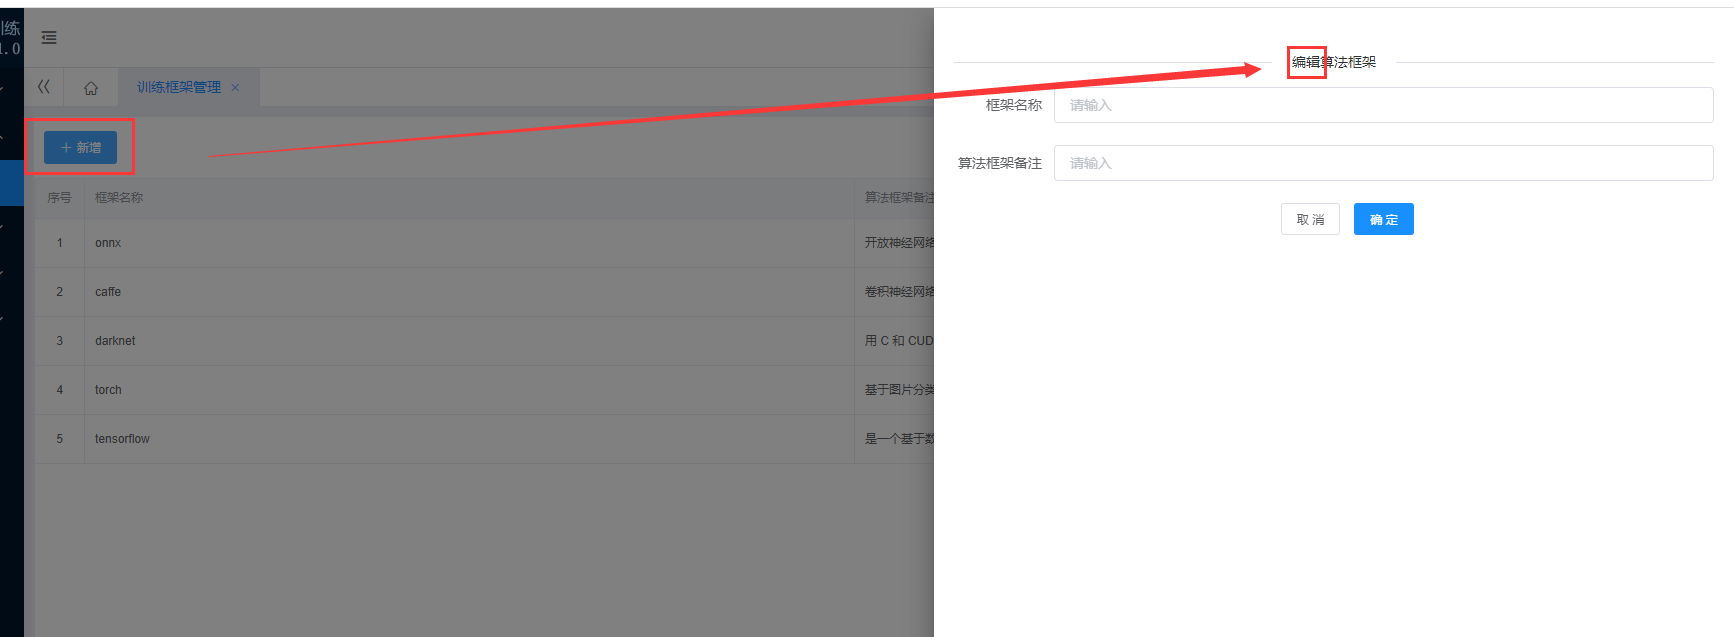 训练
1.0
训练框架管理 ×
+ 新增
序号 框架名称 算法框架备注
1 onnx 开放神经网络
2 caffe 卷积神经网络
3 darknet 用 C 和 CUD
4 torch 基于图片分类
5 tensorflow 是一个基于数
编辑算法框架
框架名称 请输入
算法框架备注 请输入
取 消 确 定